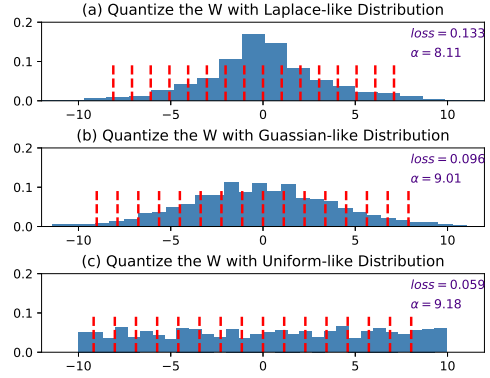 (a) Quantize the W with Laplace-like Distribution
0.2
loss = 0.133
α = 8.11
0.1
0.0
−10 −5 0 5 10
(b) Quantize the W with Guassian-like Distribution
0.2
loss = 0.096
α = 9.01
0.1
0.0
−10 −5 0 5 10
(c) Quantize the W with Uniform-like Distribution
0.2
loss = 0.059
α = 9.18
0.1
0.0
−10 −5 0 5 10